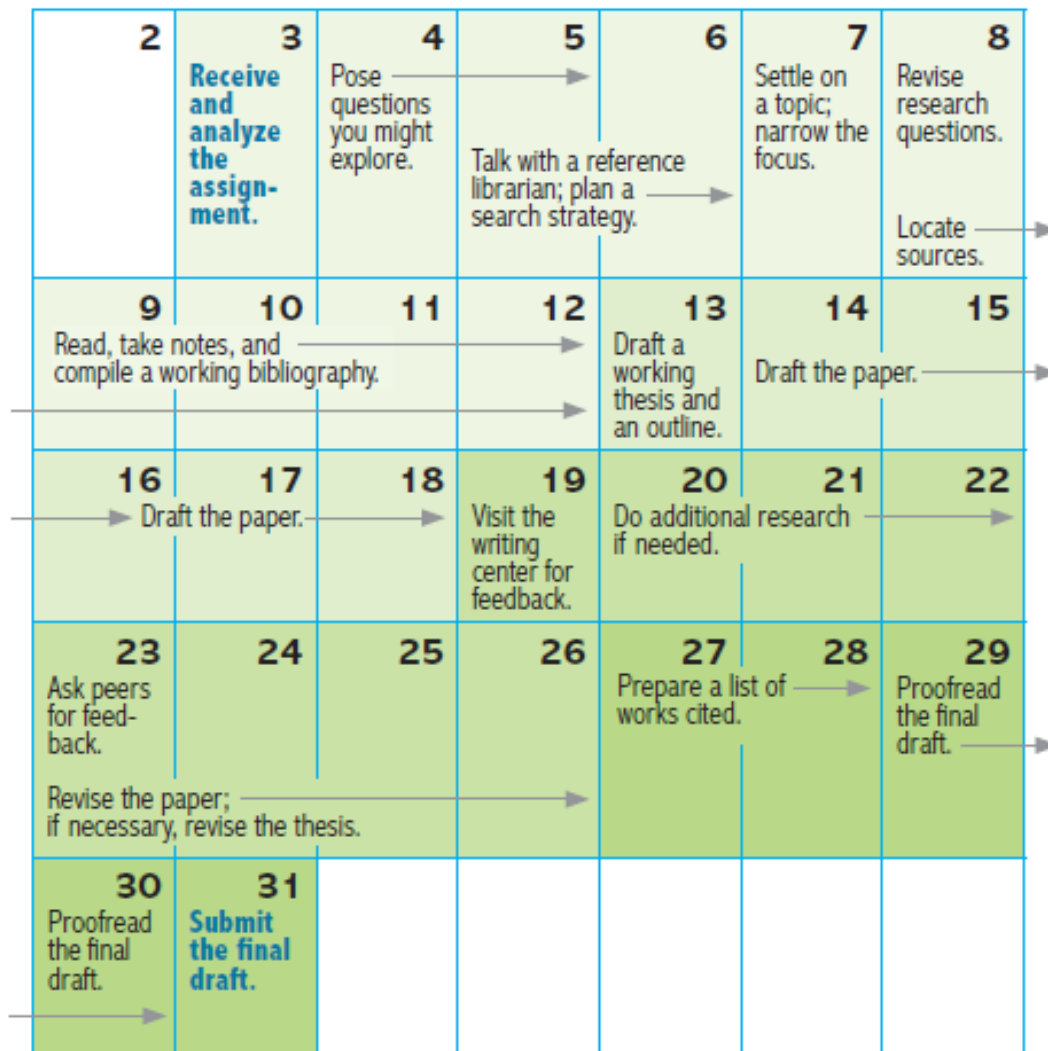 2 3 4 5 6 7 8
Receive
and
analyze
the
assign-
ment.
Pose
questions
you might
explore.
Talk with a reference
librarian; plan a
search strategy.
Settle on
a topic;
narrow the
focus.
Revise
research
questions.
Locate
sources.
9 10 11 12 13 14 15
Read, take notes, and
compile a working bibliography.
Draft a
working
thesis and
an outline.
Draft the paper.
16 17 18 19 20 21 22
Draft the paper.
Visit the
writing
center for
feedback.
Do additional research
if needed.
23 24 25 26 27 28 29
Ask peers
for feed-
back.
Revise the paper;
if necessary, revise the thesis.
Prepare a list of
works cited.
Proofread
the final
draft.
30 31
Proofread
the final
draft.
Submit
the final
draft.